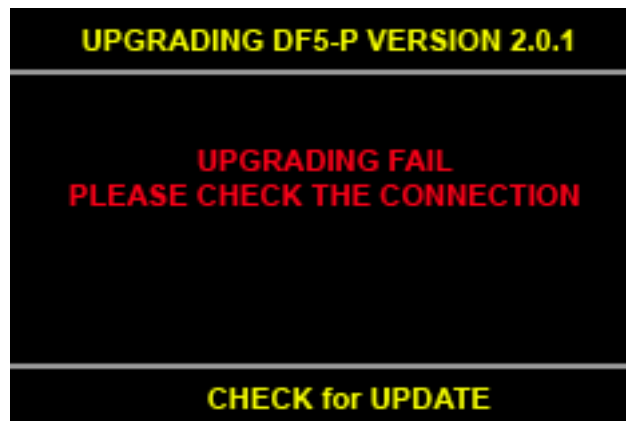 UPGRADING DF5-P VERSION 2.0.1
UPGRADING FAIL
PLEASE CHECK THE CONNECTION
CHECK for UPDATE